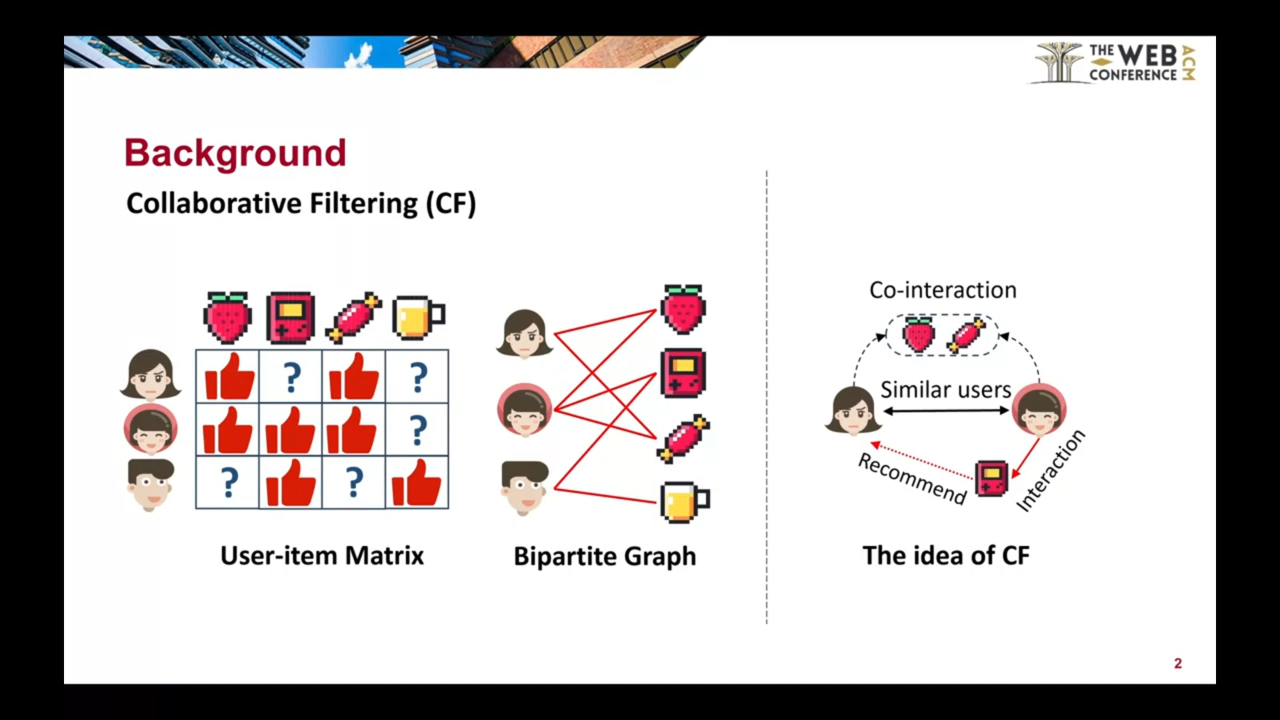 THE WEB
CONFERENCE
ACM
Background
Collaborative Filtering (CF)
? ?
?
? ?
User-item Matrix
Bipartite Graph
Co-interaction
Similar users
Recommend
Interaction
The idea of CF
2